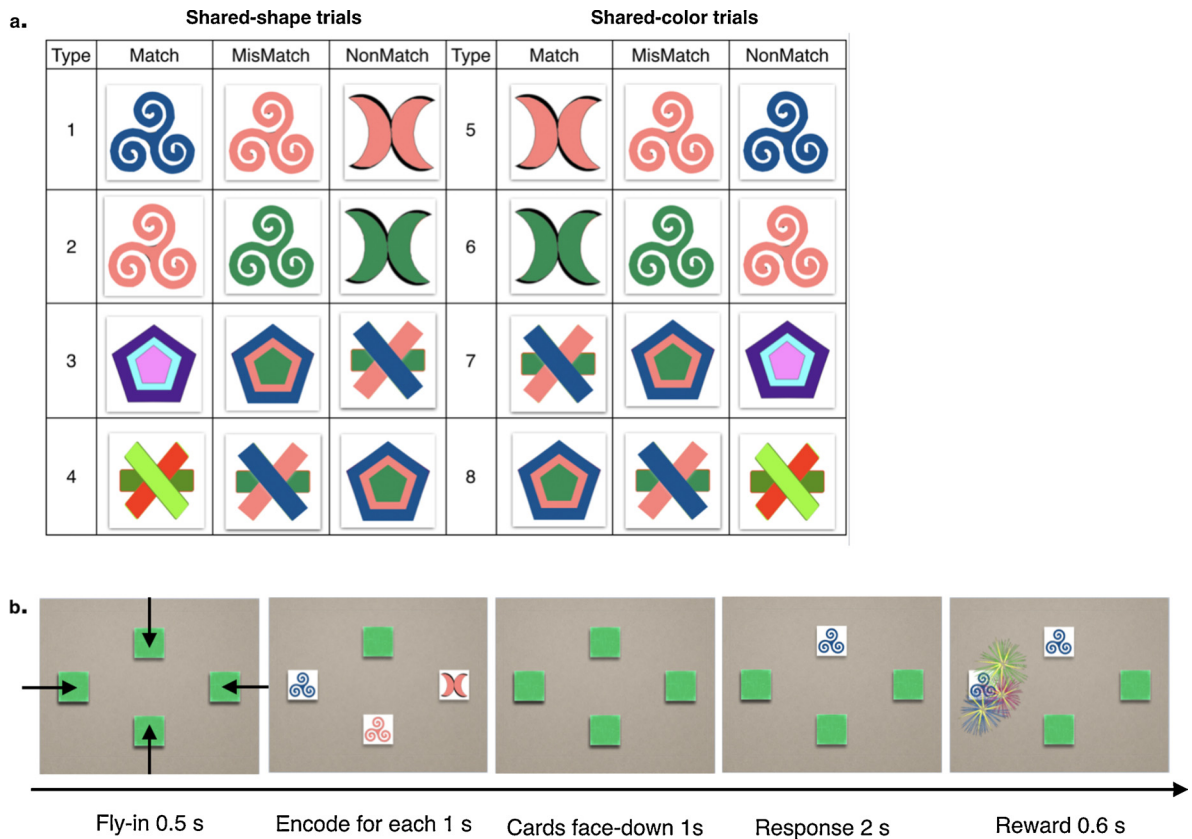 a.
Shared-shape trials Shared-color trials
Type Match MisMatch NonMatch Type Match MisMatch NonMatch
1 5
2 6
3 7
4 8
b.
Fly-in 0.5 s Encode for each 1 s Cards face-down 1s Response 2 s Reward 0.6 s